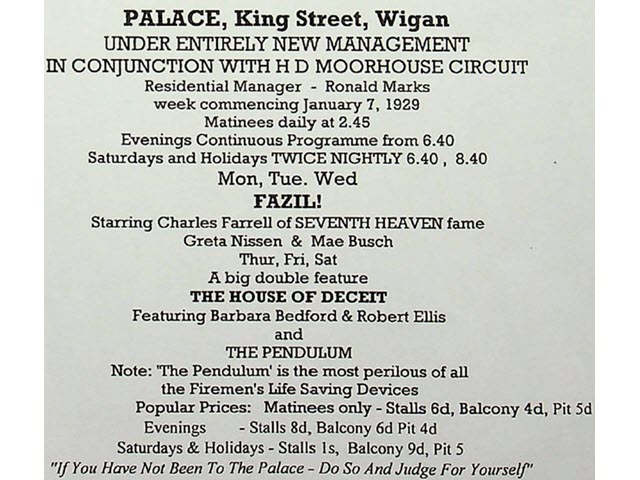 PALACE, King Street, Wigan
UNDER ENTIRELY NEW MANAGEMENT
IN CONJUNCTION WITH H D MOORHOUSE CIRCUIT
Residential Manager - Ronald Marks
week commencing January 7, 1929
Matinees daily at 2.45
Evenings Continuous Programme from 6.40
Saturdays and Holidays TWICE NIGHTLY 6.40 , 8.40
Mon, Tue. Wed
FAZIL!
Starring Charles Farrell of SEVENTH HEAVEN fame
Greta Nissen & Mae Busch
Thur, Fri, Sat
A big double feature
THE HOUSE OF DECEIT
Featuring Barbara Bedford & Robert Ellis
and
THE PENDULUM
Note: 'The Pendulum' is the most perilous of all
the Firemen's Life Saving Devices
Popular Prices: Matinees only - Stalls 6d, Balcony 4d, Pit 5d
Evenings - Stalls 8d, Balcony 6d Pit 4d
Saturdays & Holidays - Stalls 1s, Balcony 9d, Pit 5
"If You Have Not Been To The Palace - Do So And Judge For Yourself"